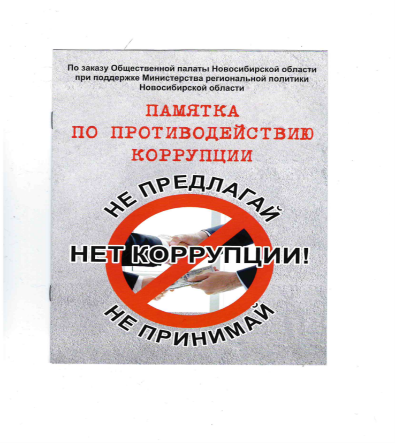 По заказу Общественной палаты Новосибирской области
при поддержке Министерства региональной политики
Новосибирской области
ПАМЯТКА
ПО ПРОТИВОДЕЙСТВИЮ
КОРРУПЦИИ
НЕ ПРЕДЛАГАЙ
НЕТ КОРРУПЦИИ!
НЕ ПРИНИМАЙ